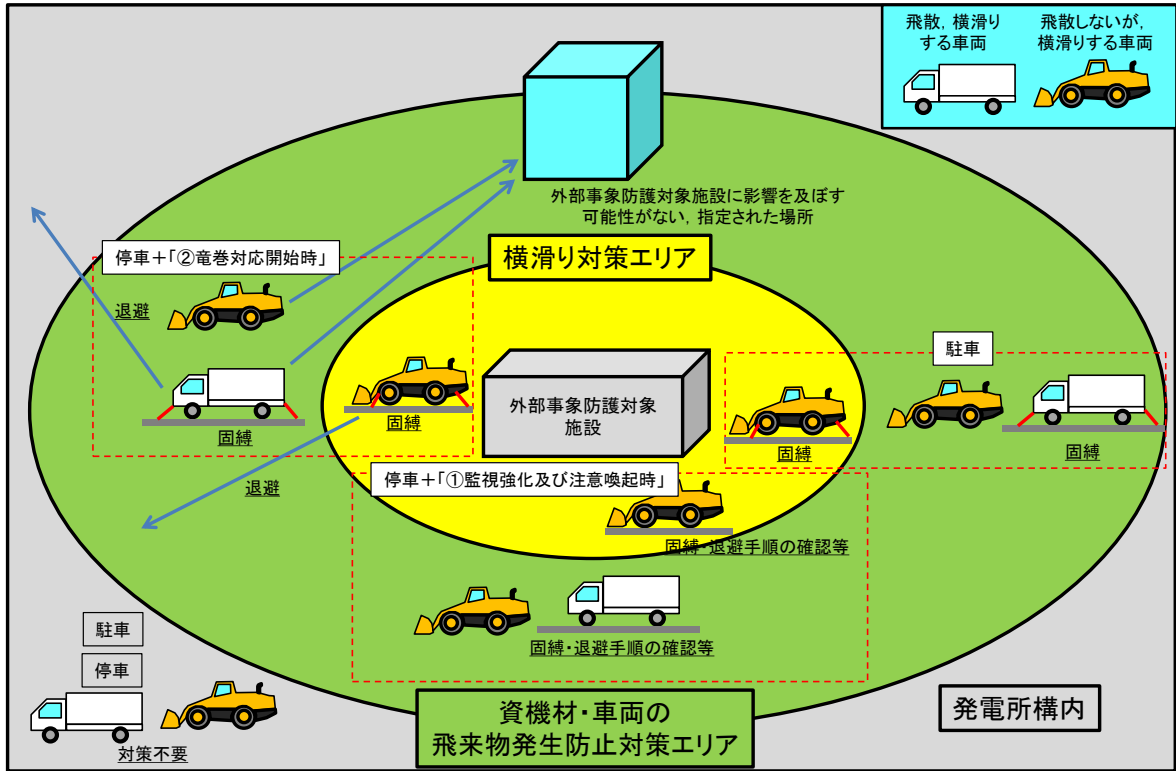 飛散，横滑り
する車両
飛散しないが，
横滑りする車両
外部事象防護対象施設に影響を及ぼす
可能性がない，指定された場所
横滑り対策エリア
停車＋「②竜巻対応開始時」
退避
固縛
固縛
退避
外部事象防護対象
施設
駐車
固縛
固縛
停車＋「①監視強化及び注意喚起時」
固縛・退避手順の確認等
固縛・退避手順の確認等
駐車
停車
対策不要
資機材・車両の
飛来物発生防止対策エリア
発電所構内